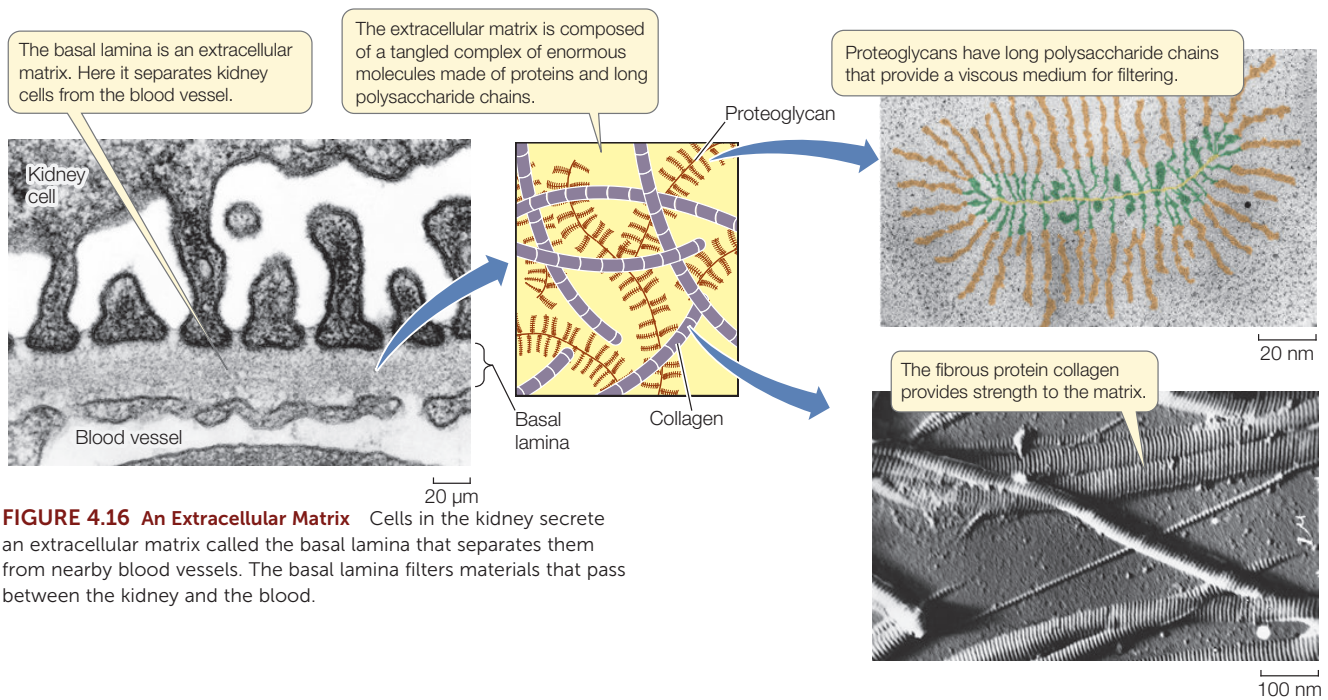 The basal lamina is an extracellular
matrix. Here it separates kidney
cells from the blood vessel.
The extracellular matrix is composed
of a tangled complex of enormous
molecules made of proteins and long
polysaccharide chains.
Proteoglycans have long polysaccharide chains
that provide a viscous medium for filtering.
Proteoglycan
Kidney
cell
20 nm
The fibrous protein collagen
provides strength to the matrix.
Basal
lamina
Collagen
Blood vessel
20 µm
100 nm
FIGURE 4.16 An Extracellular Matrix Cells in the kidney secrete
an extracellular matrix called the basal lamina that separates them
from nearby blood vessels. The basal lamina filters materials that pass
between the kidney and the blood.